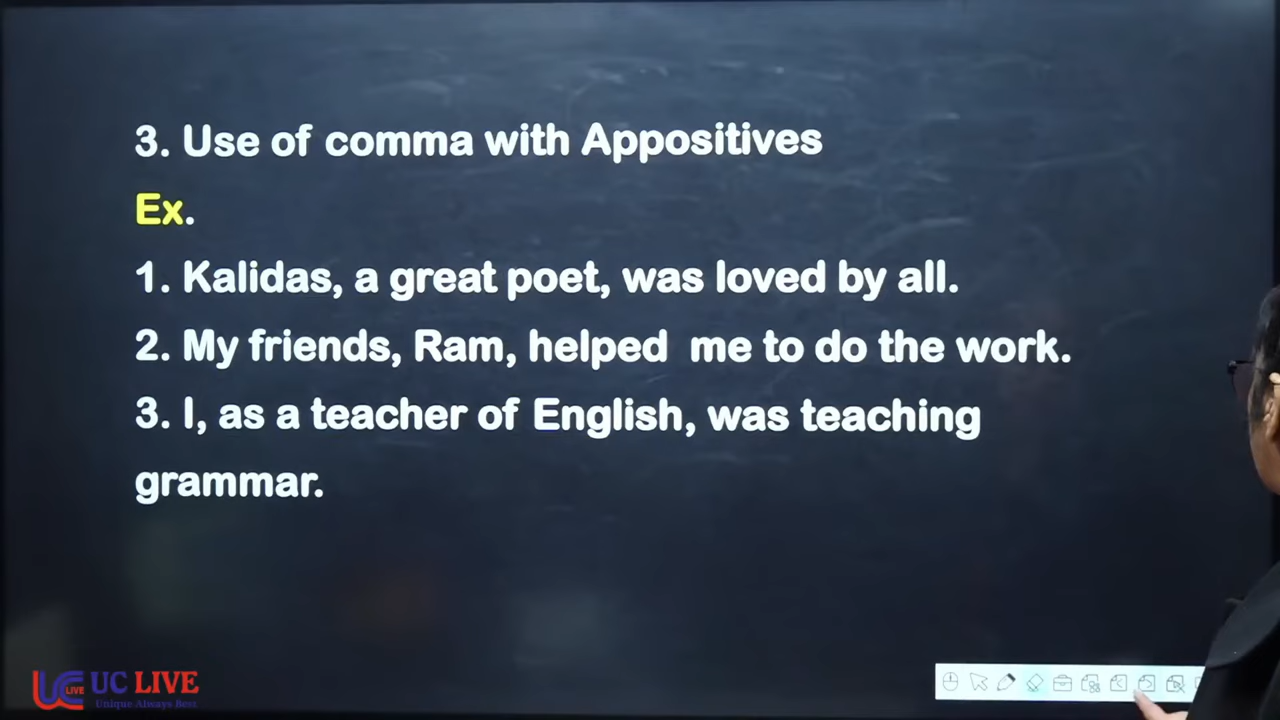 3. Use of comma with Appositives
Ex.
1. Kalidas, a great poet, was loved by all.
2. My friends, Ram, helped me to do the work.
3. I, as a teacher of English, was teaching
grammar.
UC LIVE UC LIVE
Unique Always Best